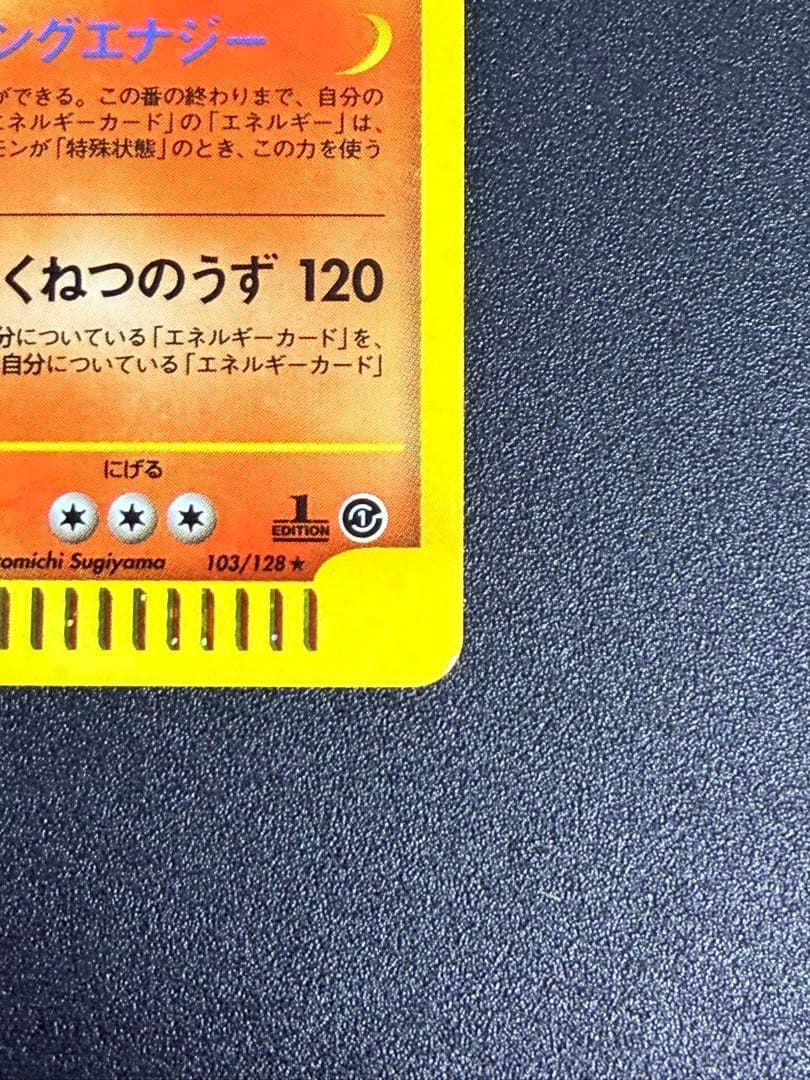 ングエナジー
ができる。この番の終わりまで、自分の
エネルギーカード」の「エネルギー」は、
モンが「特殊状態」のとき、この力を使う
くねつのうず 120
分についている「エネルギーカード」を、
自分についている「エネルギーカード」
にげる
1
EDITION
1
omichi Sugiyama 103/128★